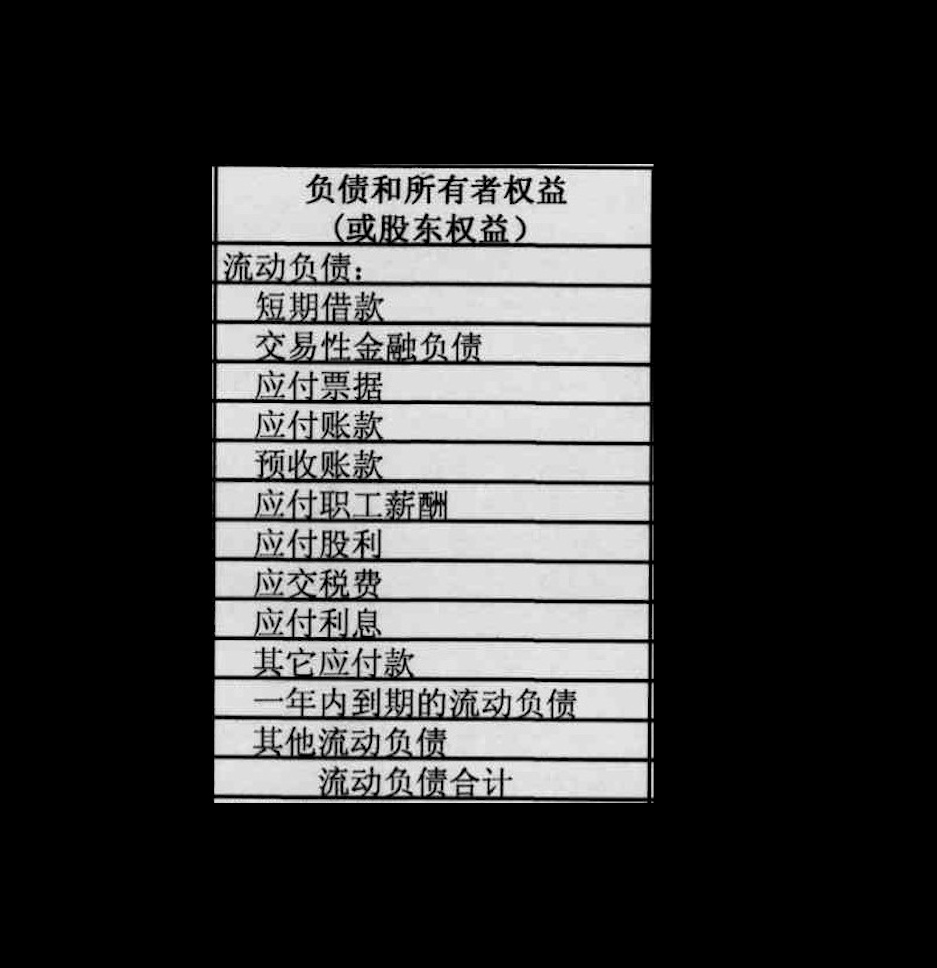 负债和所有者权益
（或股东权益）
流动负债：
短期借款
交易性金融负债
应付票据
应付账款
预收账款
应付职工薪酬
应付股利
应交税费
应付利息
其它应付款
一年内到期的流动负债
其他流动负债
流动负债合计